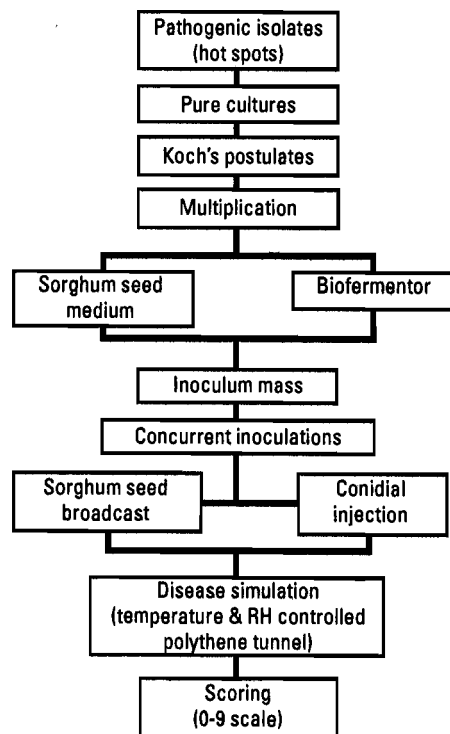 Pathogenic isolates
(hot spots)
Pure cultures
Koch's postulates
Multiplication
Sorghum seed
medium
Biofermentor
Inoculum mass
Concurrent inoculations
Sorghum seed
broadcast
Conidial
injection
Disease simulation
(temperature & RH controlled
polythene tunnel)
Scoring
(0-9 scale)